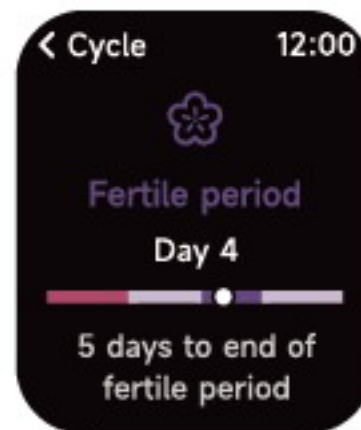 Cycle 12:00
Fertile period
Day 4
5 days to end of
fertile period